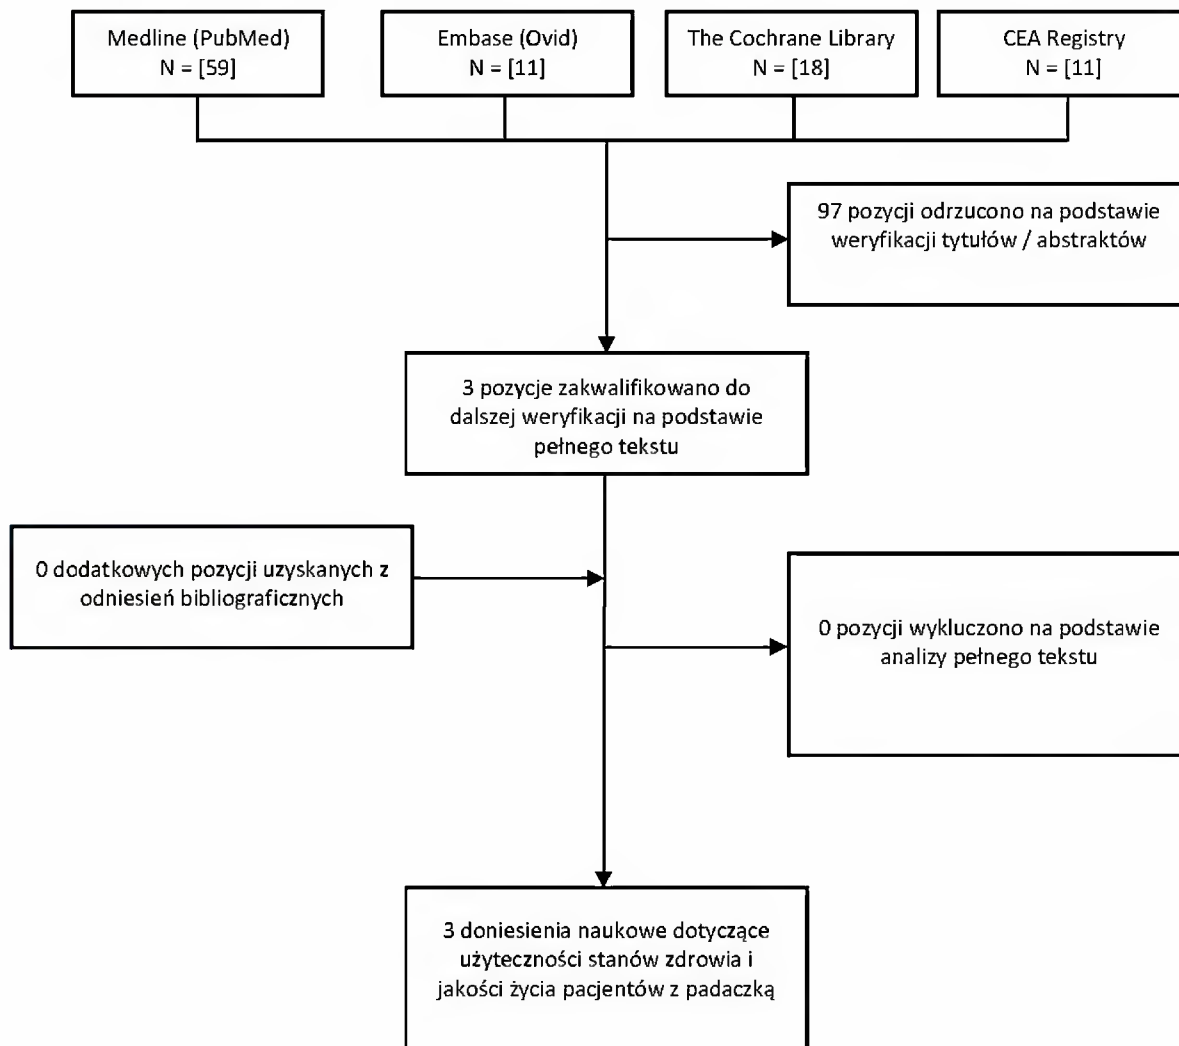 Medline (PubMed)
N = [59]
Embase (Ovid)
N = [11]
The Cochrane Library
N = [18]
CEA Registry
N = [11]
97 pozycji odrzucono na podstawie
weryfikacji tytułów / abstraktów
3 pozycje zakwalifikowano do
dalszej weryfikacji na podstawie
pełnego tekstu
0 dodatkowych pozycji uzyskanych z
odniesień bibliograficznych
0 pozycji wykluczono na podstawie
analizy pełnego tekstu
3 doniesienia naukowe dotyczące
użyteczności stanów zdrowia i
jakości życia pacjentów z padaczką